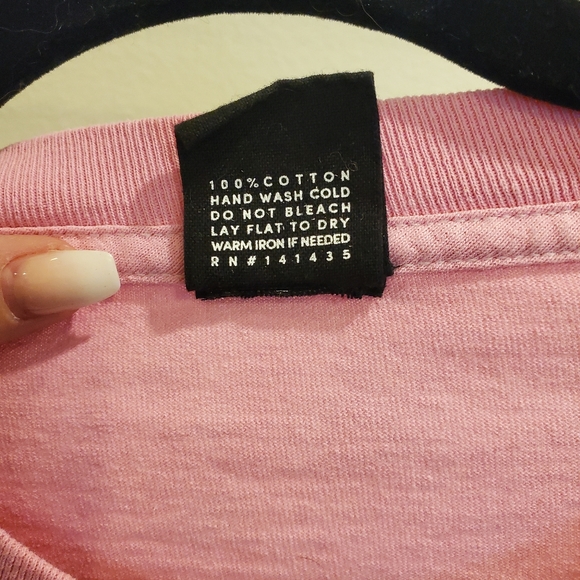 100% COTTON
HAND WASH COLD
DO NOT BLEACH
LAY FLAT TO DRY
WARM IRON IF NEEDED
RN#141435